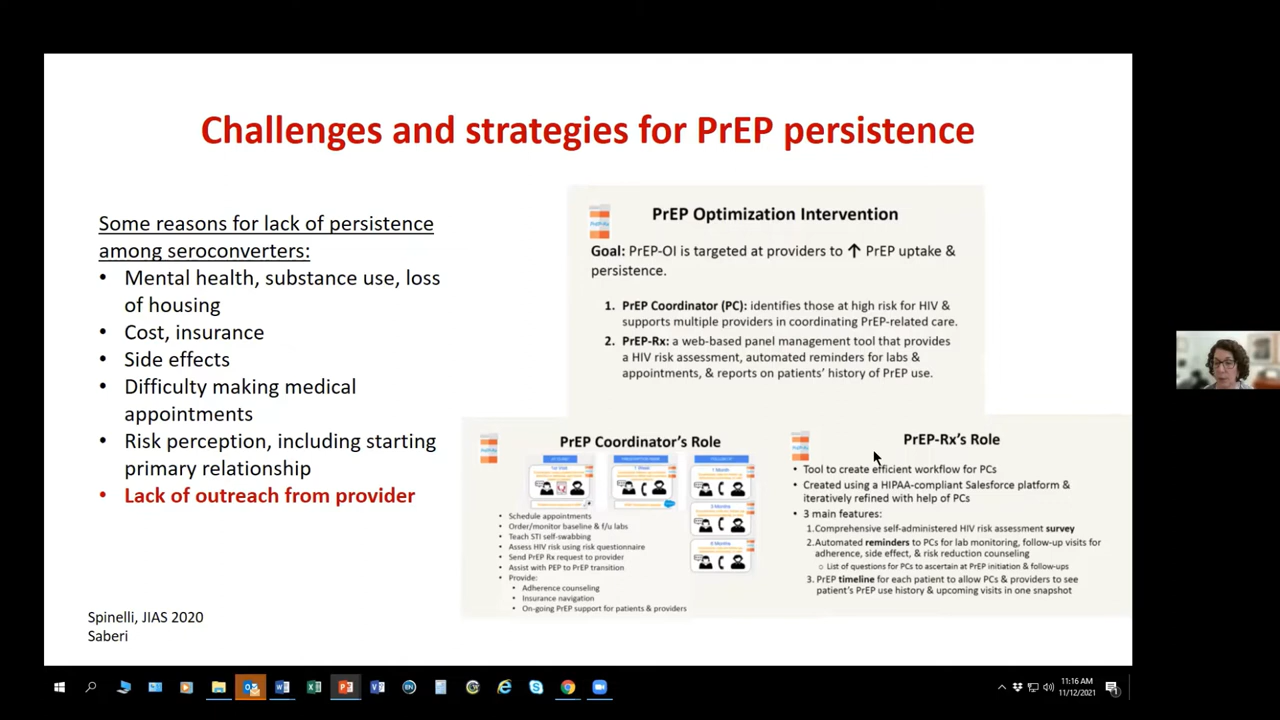 Challenges and strategies for PrEP persistence
Some reasons for lack of persistence
among seroconverters:
• Mental health, substance use, loss
of housing
• Cost, insurance
• Side effects
• Difficulty making medical
appointments
• Risk perception, including starting
primary relationship
• Lack of outreach from provider
Spinelli, JIAS 2020
Saberi
PrEP Optimization Intervention
Goal: PrEP-OI is targeted at providers to ↑ PrEP uptake &
persistence.
1. PrEP Coordinator (PC): identifies those at high risk for HIV &
supports multiple providers in coordinating PrEP-related care.
2. PrEP-Rx: a web-based panel management tool that provides
a HIV risk assessment, automated reminders for labs &
appointments, & reports on patients' history of PrEP use.
PrEP Coordinator's Role
1st Visit
1 Week
1 Month
3 Months
6 Months
• Schedule appointments
• Order/monitor baseline & f/u labs
• Teach STI self-swabbing
• Assess HIV risk using risk questionnaire
• Send PrEP Rx request to provider
• Assist with PEP to PrEP transition
• Provide:
• Adherence counseling
• Insurance navigation
• On-going PrEP support for patients & providers
PrEP-Rx's Role
• Tool to create efficient workflow for PCs
• Created using a HIPAA-compliant Salesforce platform &
iteratively refined with help of PCs
• 3 main features:
1.Comprehensive self-administered HIV risk assessment survey
2.Automated reminders to PCs for lab monitoring, follow-up visits for
adherence, side effect, & risk reduction counseling
○ List of questions for PCs to ascertain at PrEP initiation & follow-ups
3. PrEP timeline for each patient to allow PCs & providers to see
patient's PrEP use history & upcoming visits in one snapshot
11:16 AM
11/12/2021